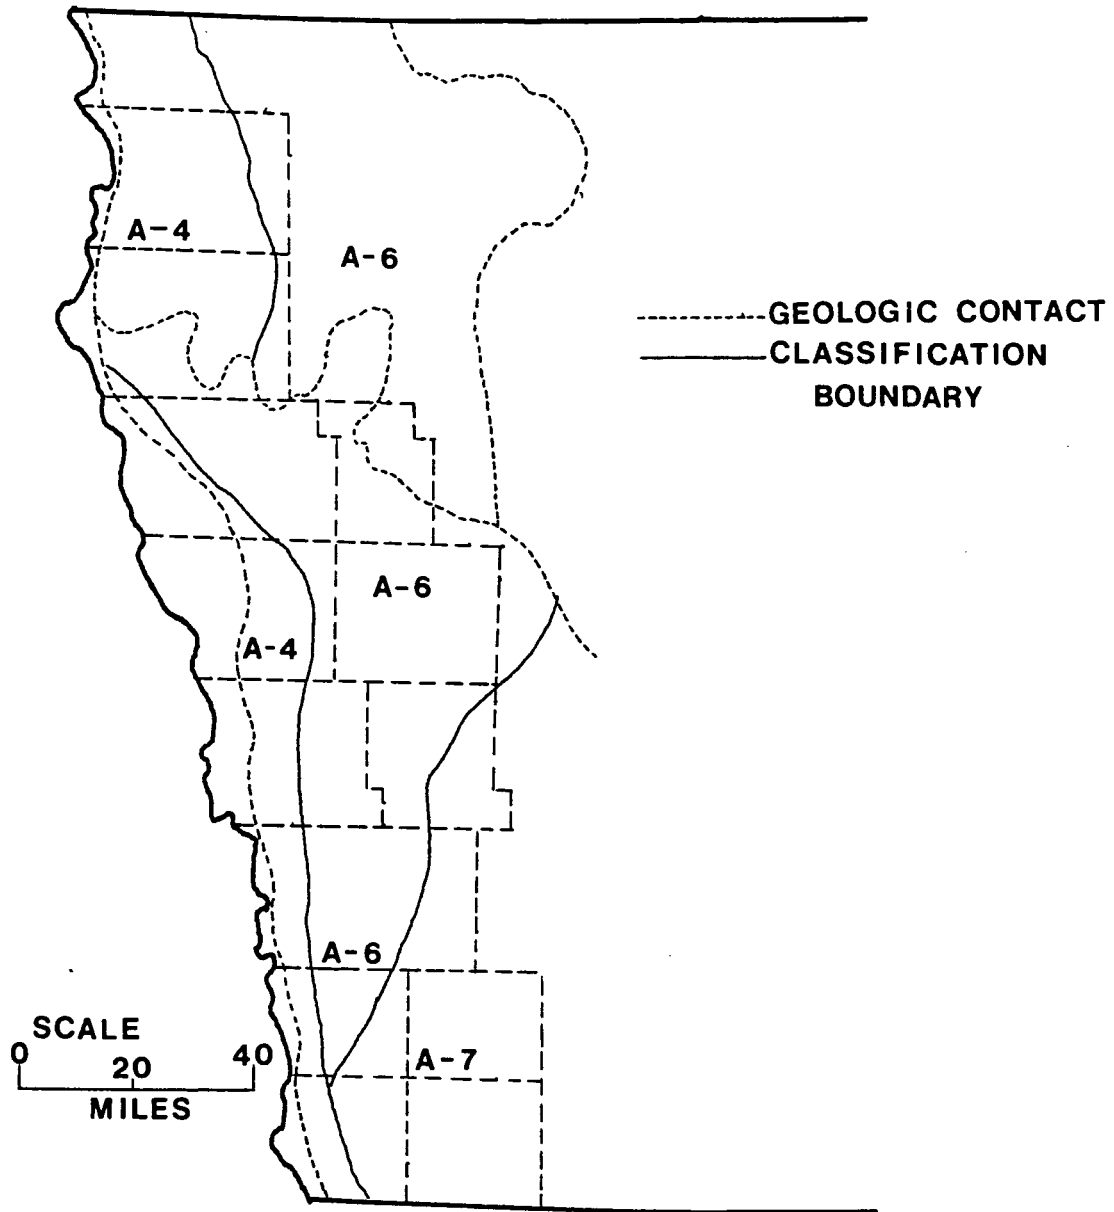 A-4
A-6
GEOLOGIC CONTACT
CLASSIFICATION
BOUNDARY
A-6
A-4
A-6
SCALE
0 20 40
MILES
A-7